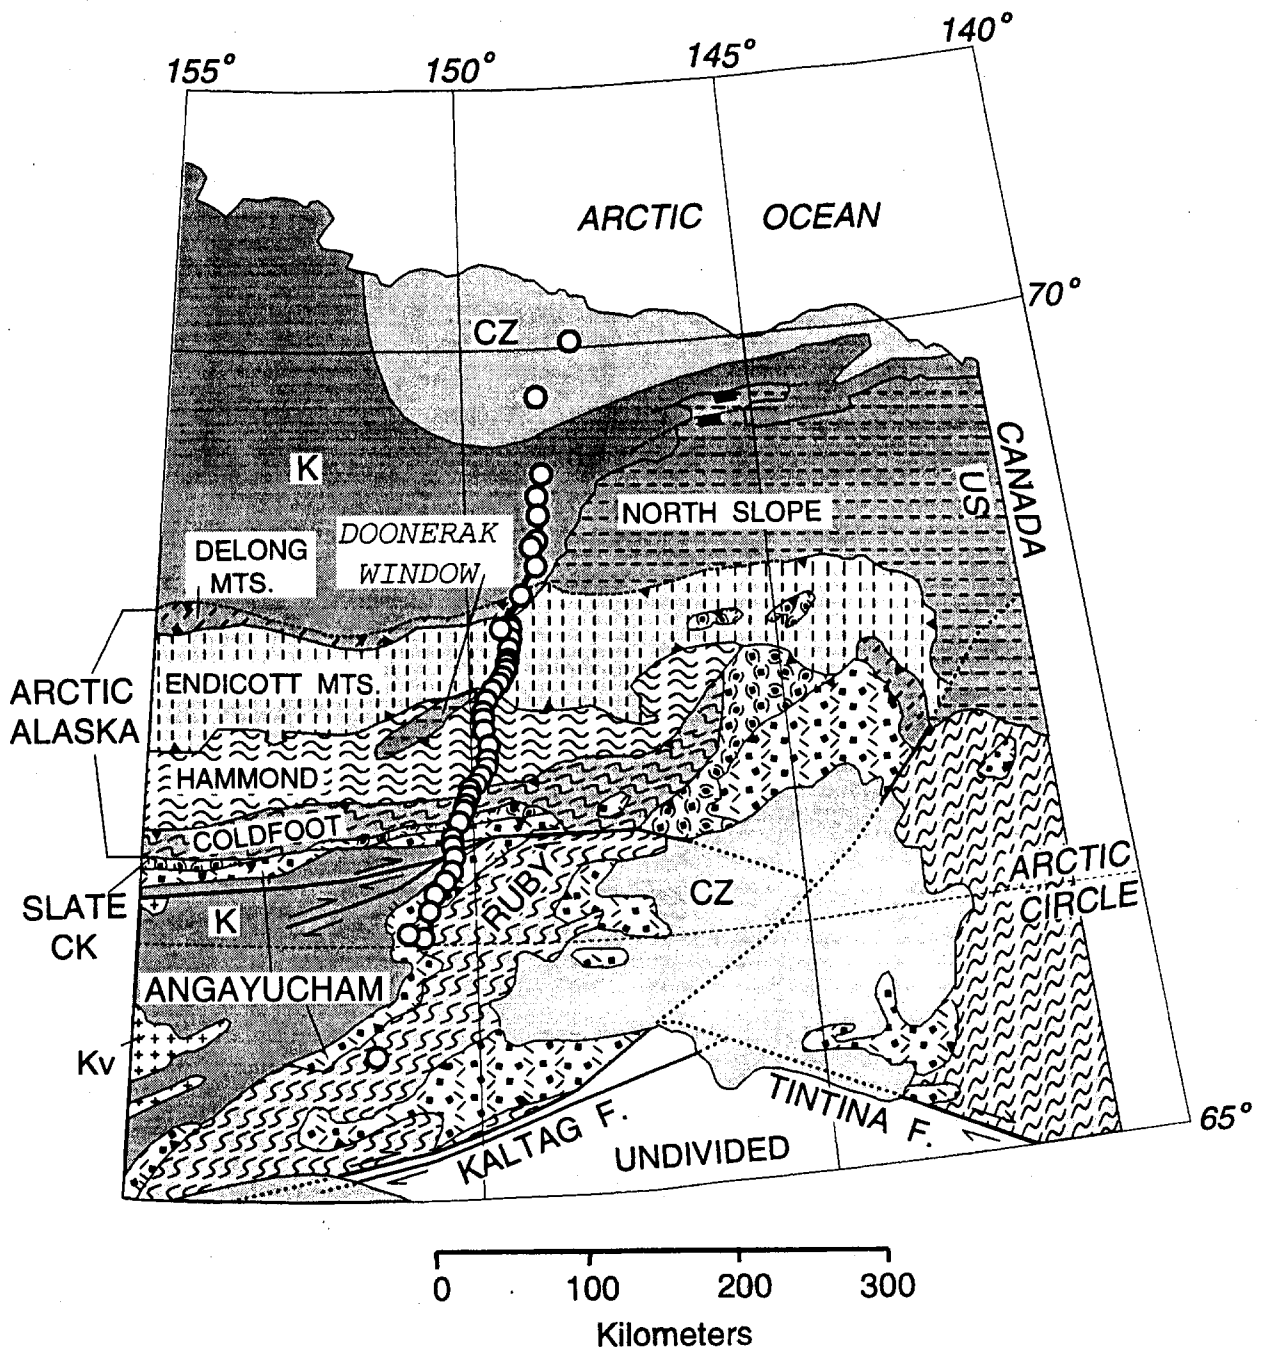 155°
150°
145°
140°
ARCTIC OCEAN
70°
CZ
K
CANADA
US
NORTH SLOPE
DOONERAK
WINDOW
DELONG
MTS.
ARCTIC
ALASKA
ENDICOTT MTS.
HAMMOND
COLDFOOT
SLATE
CK
RUBY
CZ
ARCTIC
CIRCLE
K
ANGAYUCHAM
Kv
KALTAG F.
TINTINA F.
UNDIVIDED
65°
0 100 200 300
Kilometers